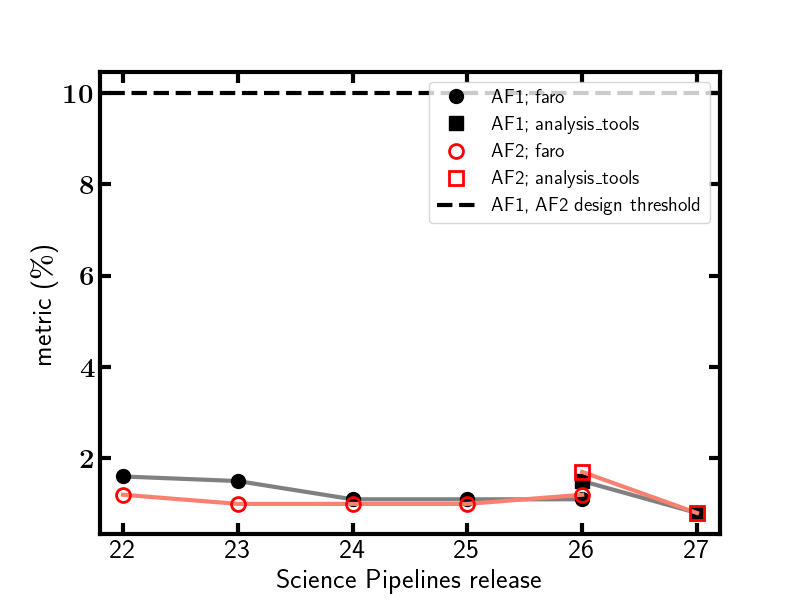 10
8
6
4
2
metric (%)
AF1; faro
AF1; analysis_tools
AF2; faro
AF2; analysis_tools
AF1, AF2 design threshold
22 23 24 25 26 27
Science Pipelines release